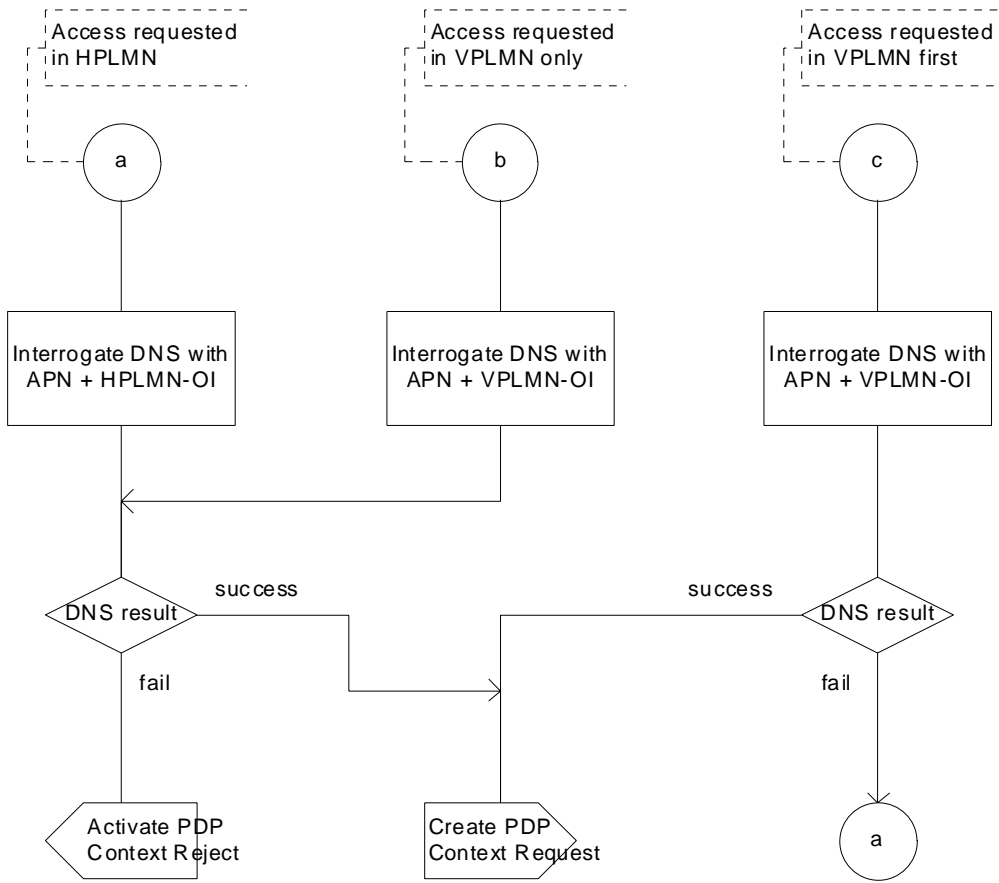 Access requested
in HPLMN
Access requested
in VPLMN only
Access requested
in VPLMN first
a
b
c
Interrogate DNS with
APN + HPLMN-OI
Interrogate DNS with
APN + VPLMN-OI
Interrogate DNS with
APN + VPLMN-OI
DNS result
success
fail
success
DNS result
fail
Activate PDP
Context Reject
Create PDP
Context Request
a